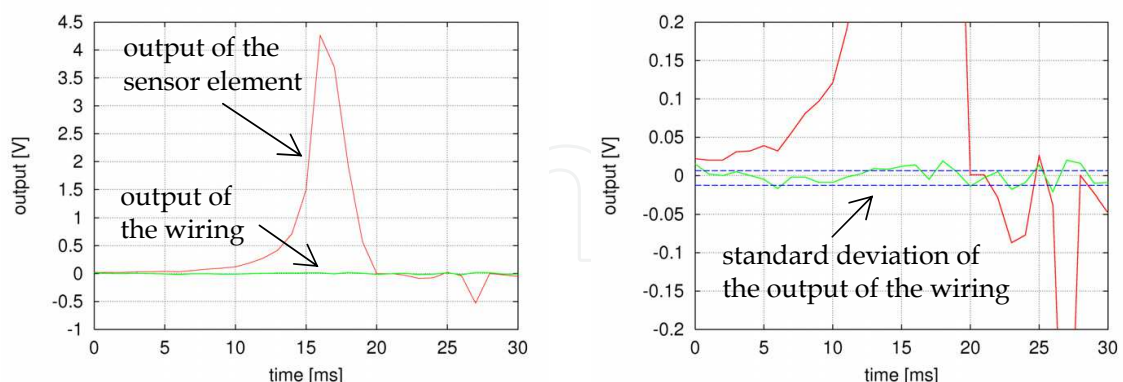 4.5
4
3.5
3
2.5
2
1.5
1
0.5
0
-0.5
-1
output [V]
output of the
sensor element
output of
the wiring
0 5 10 15 20 25 30
time [ms]
0.2
0.15
0.1
0.05
0
-0.05
-0.1
-0.15
-0.2
output [V]
standard deviation of
the output of the wiring
0 5 10 15 20 25 30
time [ms]